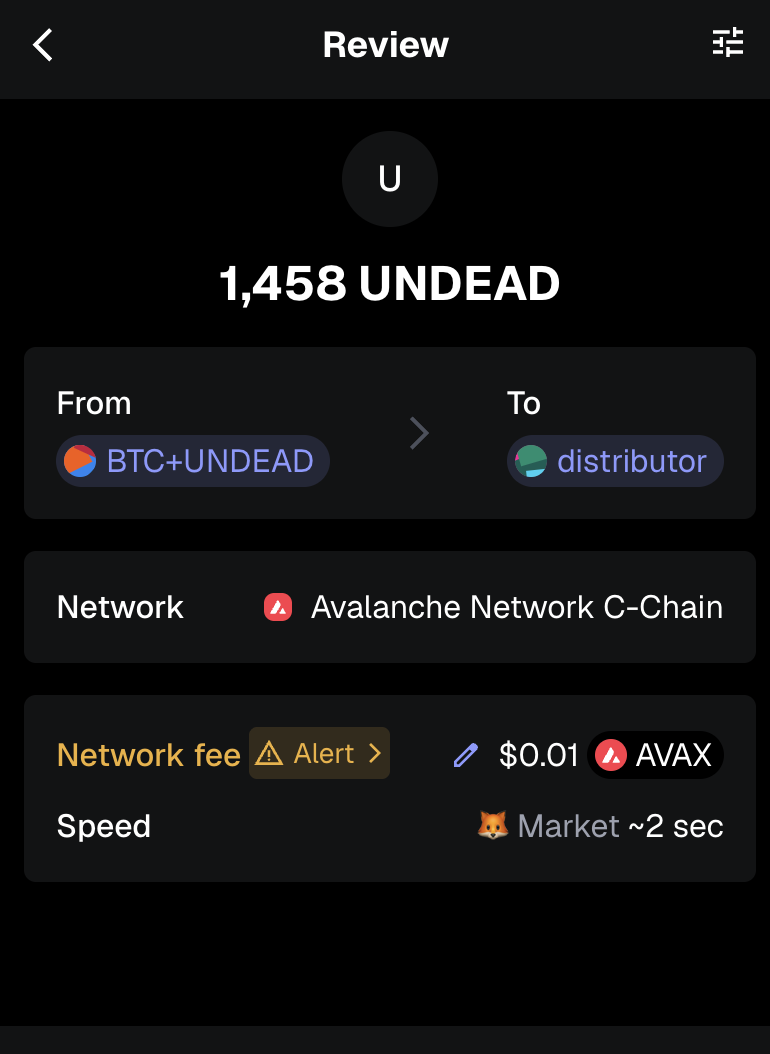 Review
U
1,458 UNDEAD
From
To
BTC+UNDEAD
distributor
Network
Avalanche Network C-Chain
Network fee Alert $0.01 AVAX
Speed Market ~2 sec